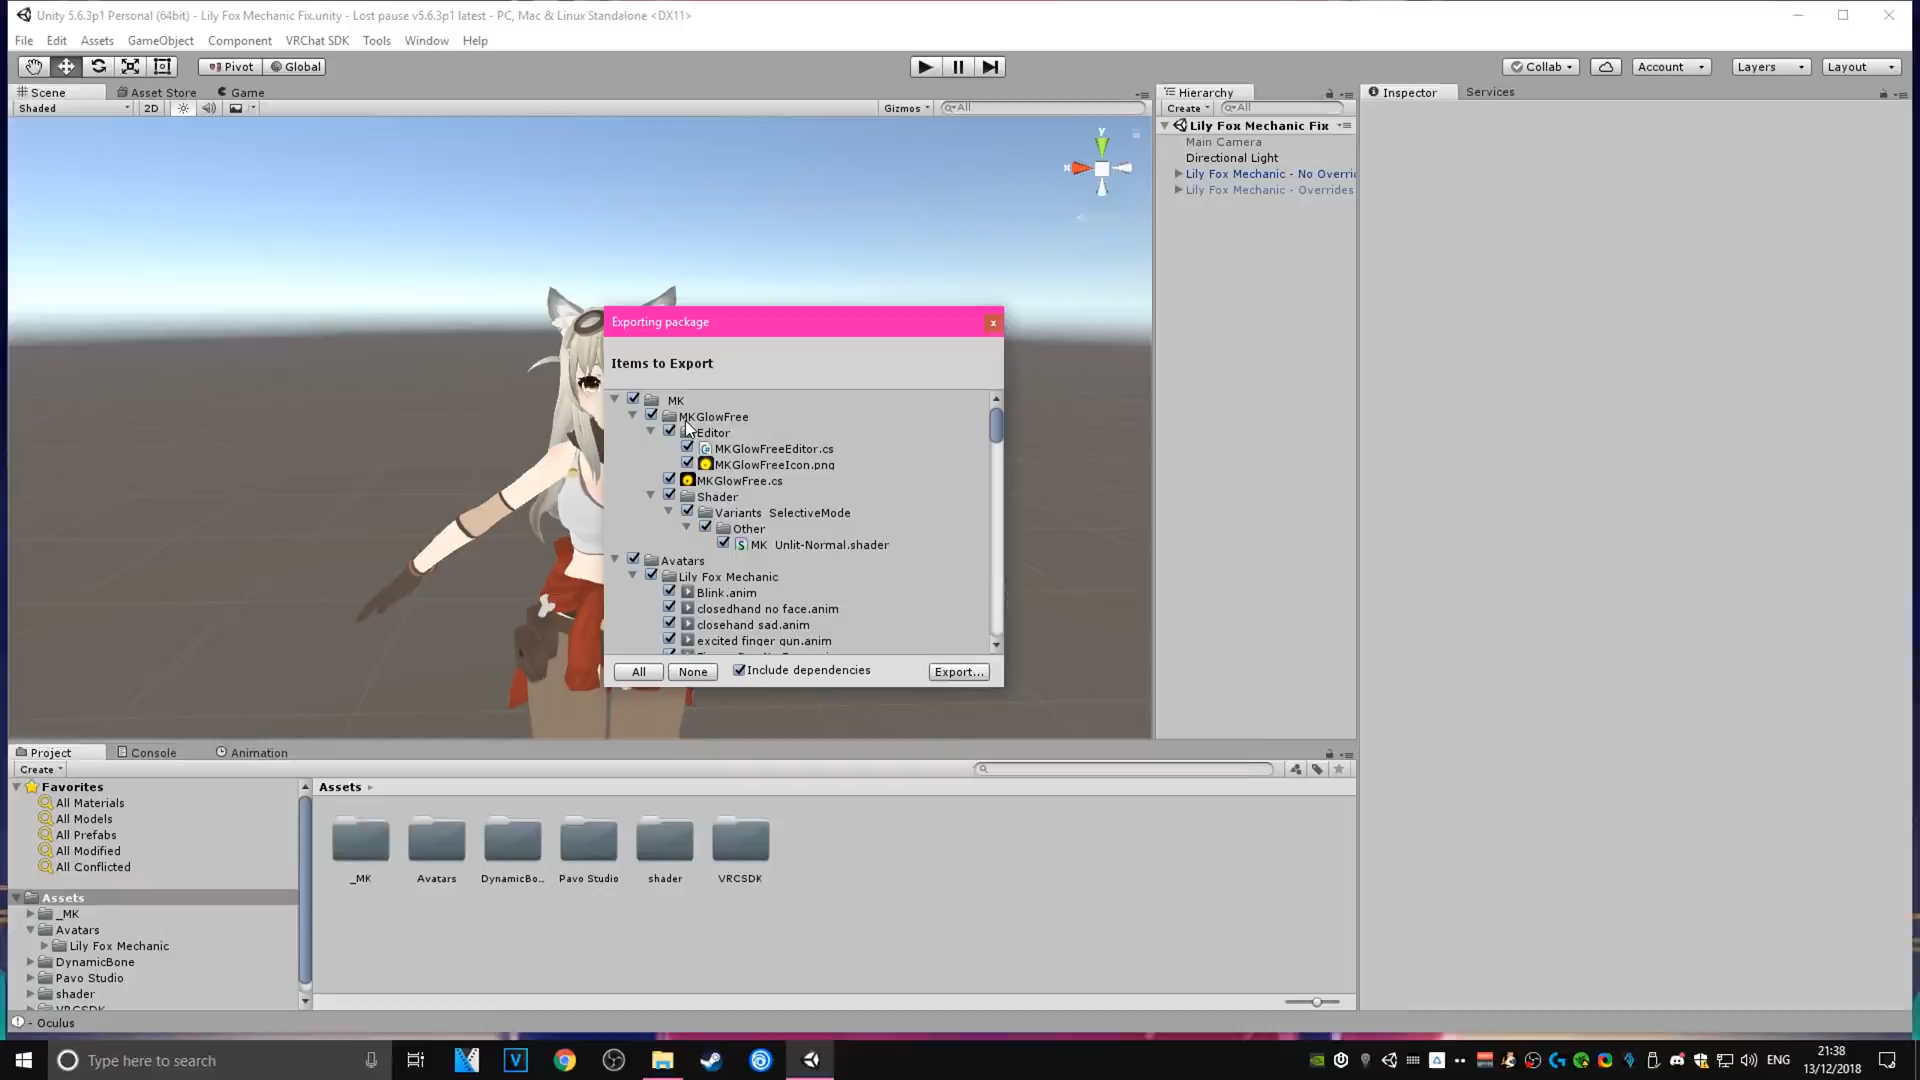 Unity 5.6.3p1 Personal (64bit) - Lily Fox Mechanic Fix.unity - Lost pause v5.6.3p1 latest - PC, Mac & Linux Standalone <DX11>
File Edit Assets GameObject Component VRChat SDK Tools Window Help
Pivot Global Collab Account Layers Layout
Scene Asset Store Game
Shaded 2D Gizmos All
y
x
Hierarchy
Create All
Lily Fox Mechanic Fix
Main Camera
Directional Light
Lily Fox Mechanic - No Overri
Lily Fox Mechanic - Overrides
Inspector Services
Exporting package
x
Items to Export
MK
MKGlowFree
Editor
MKGlowFreeEditor.cs
MKGlowFreeIcon.png
MKGlowFree.cs
Shader
Variants SelectiveMode
Other
MK Unlit-Normal.shader
Avatars
Lily Fox Mechanic
Blink.anim
closedhand no face.anim
closehand sad.anim
excited finger gun.anim
All None Include dependencies Export...
Project Console Animation
Create
Favorites
All Materials
All Models
All Prefabs
All Modified
All Conflicted
Assets
_MK
Avatars
Lily Fox Mechanic
DynamicBone
Pavo Studio
shader
VRCSDK
Assets
_MK Avatars DynamicBo... Pavo Studio shader VRCSDK
- Oculus
Type here to search
V
ENG
21:38
13/12/2018